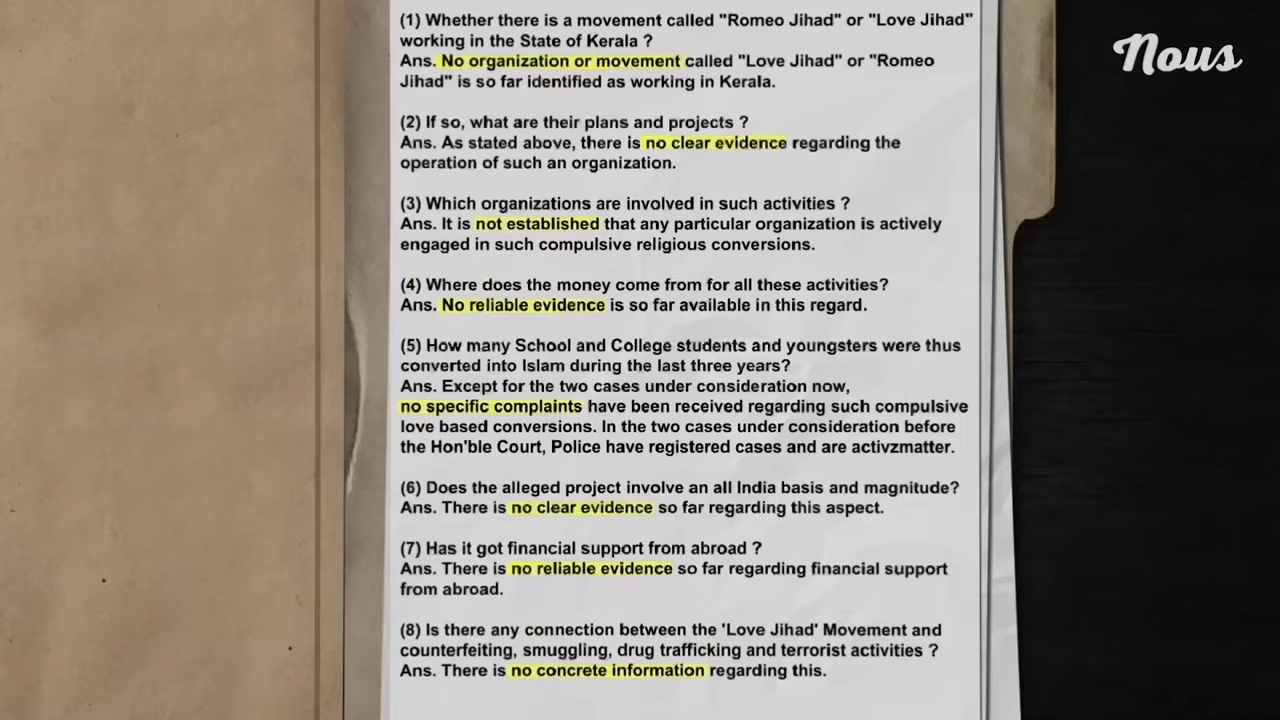 (1) Whether there is a movement called "Romeo Jihad" or "Love Jihad"
working in the State of Kerala ?
Ans. No organization or movement called "Love Jihad" or "Romeo
Jihad" is so far identified as working in Kerala.
(2) If so, what are their plans and projects ?
Ans. As stated above, there is no clear evidence regarding the
operation of such an organization.
(3) Which organizations are involved in such activities ?
Ans. It is not established that any particular organization is actively
engaged in such compulsive religious conversions.
(4) Where does the money come from for all these activities?
Ans. No reliable evidence is so far available in this regard.
(5) How many School and College students and youngsters were thus
converted into Islam during the last three years?
Ans. Except for the two cases under consideration now,
no specific complaints have been received regarding such compulsive
love based conversions. In the two cases under consideration before
the Hon'ble Court, Police have registered cases and are activzmatter.
(6) Does the alleged project involve an all India basis and magnitude?
Ans. There is no clear evidence so far regarding this aspect.
(7) Has it got financial support from abroad ?
Ans. There is no reliable evidence so far regarding financial support
from abroad.
(8) Is there any connection between the 'Love Jihad' Movement and
counterfeiting, smuggling, drug trafficking and terrorist activities ?
Ans. There is no concrete information regarding this.
Nous